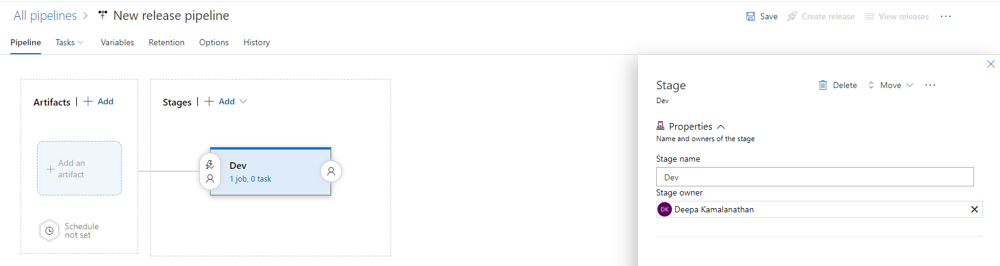 All pipelines New release pipeline
Save Create release View releases
Pipeline Tasks Variables Retention Options History
Artifacts Add
Add an
artifact
Schedule
not set
Stages Add
Dev
1 job, 0 task
Stage Delete Move
Dev
Properties
Name and owners of the stage
Stage name
Dev
Stage owner
DK Deepa Kamalanathan